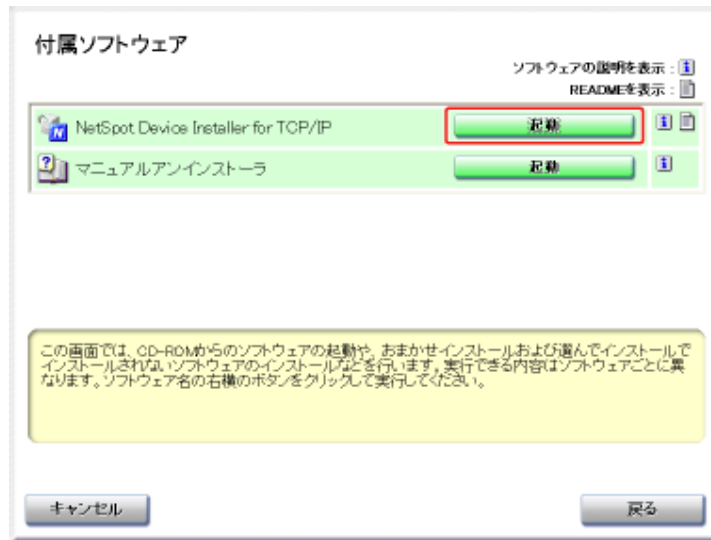 付属ソフトウェア
ソフトウェアの説明を表示 :
READMEを表示 :
NetSpot Device Installer for TCP/IP
起動
マニュアルアンインストーラ
起動
この画面では、CD-ROMからのソフトウェアの起動や、おまかせインストールおよび選んでインストールで
インストールされないソフトウェアのインストールなどを行います。実行できる内容はソフトウェアごとに異
なります。ソフトウェア名の右横のボタンをクリックして実行してください。
キャンセル
戻る